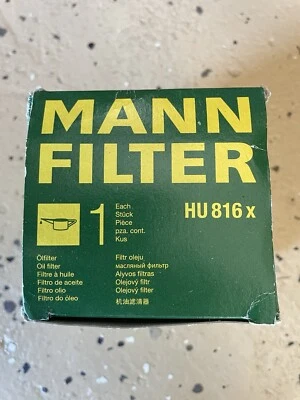 MANN
FILTER
1
Each
Stück
Pièce
pza. cont.
Kus
HU 816 x
Ölfilter
Oil filter
Filtre à huile
Filtro de aceite
Filtro olio
Filtro do óleo
Filtr oleju
масляный фильтр
Alyvos filtras
Olejový filtr
Olejový filter
机油滤清器